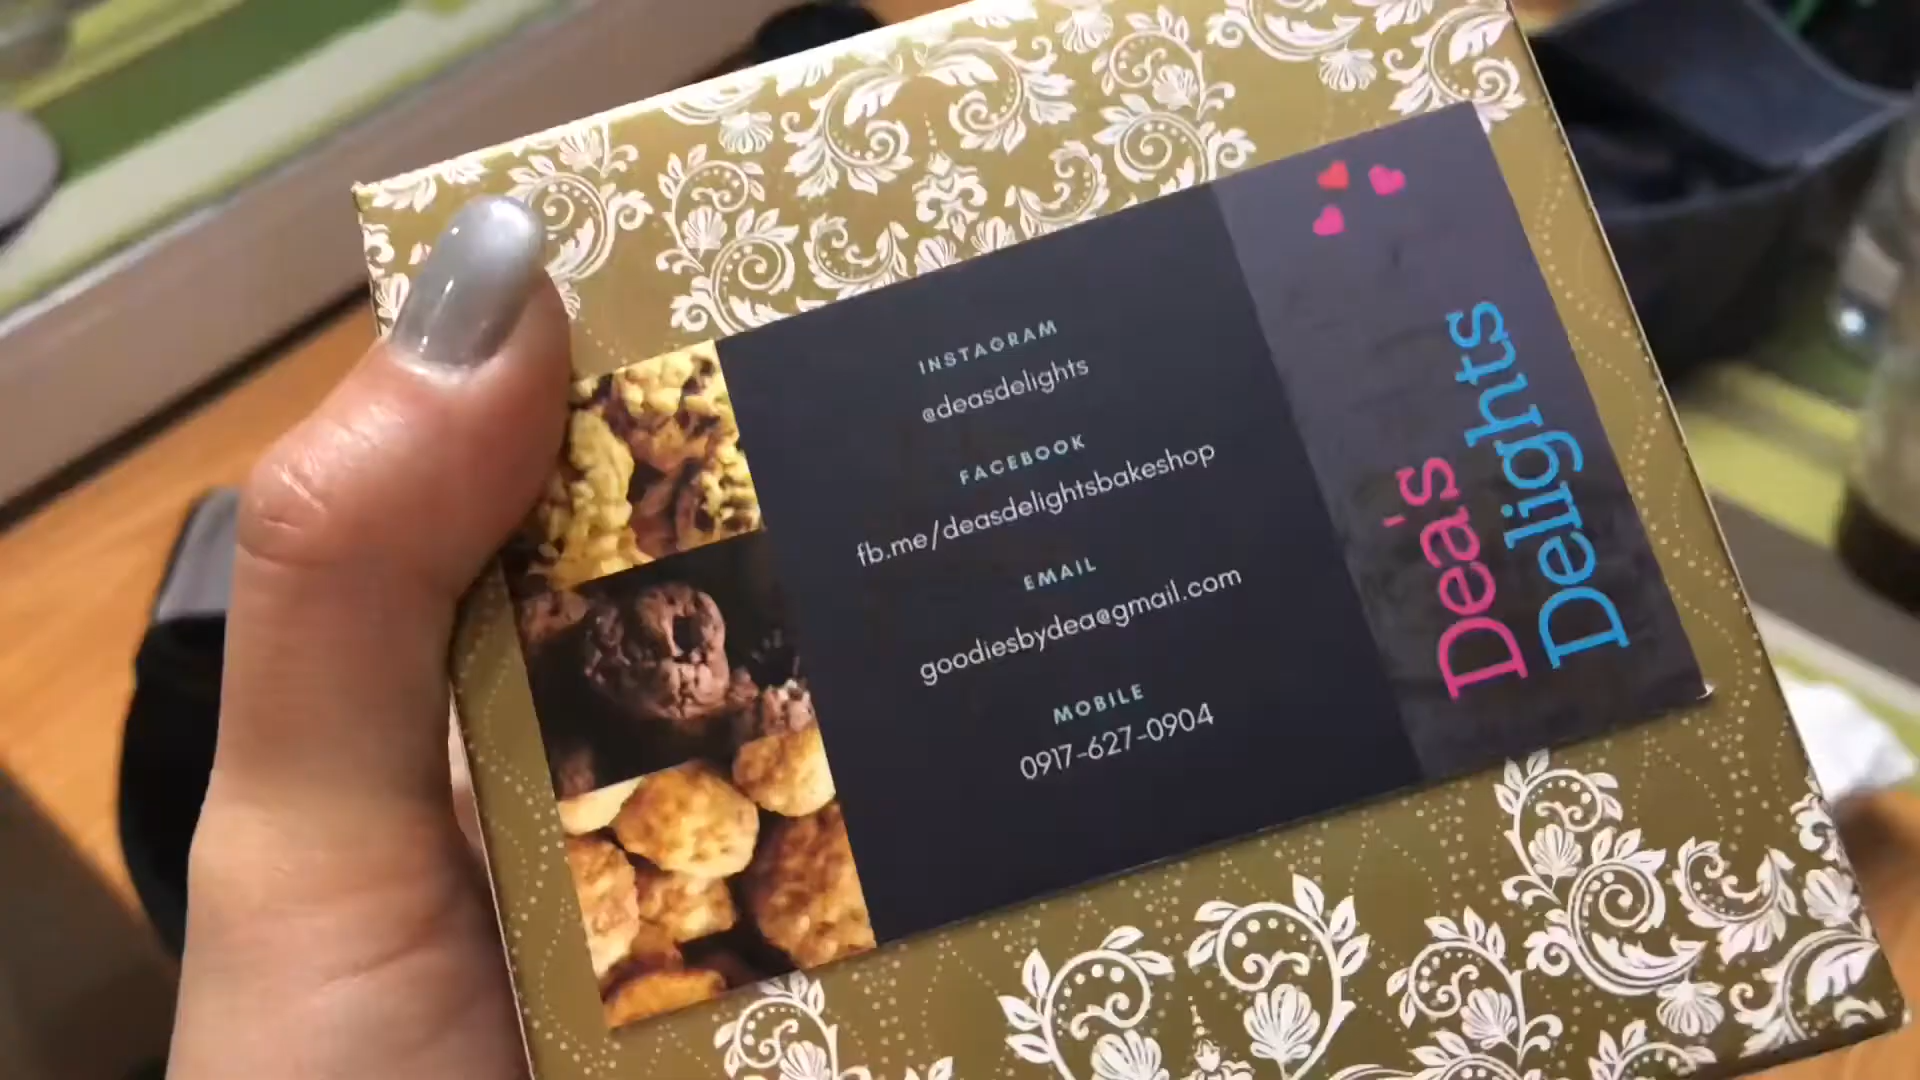 INSTAGRAM
@deasdelights
FACEBOOK
fb.me/deasdelightsbakeshop
EMAIL
goodiesbydea@gmail.com
MOBILE
0917-627-0904
Dea's
Delights